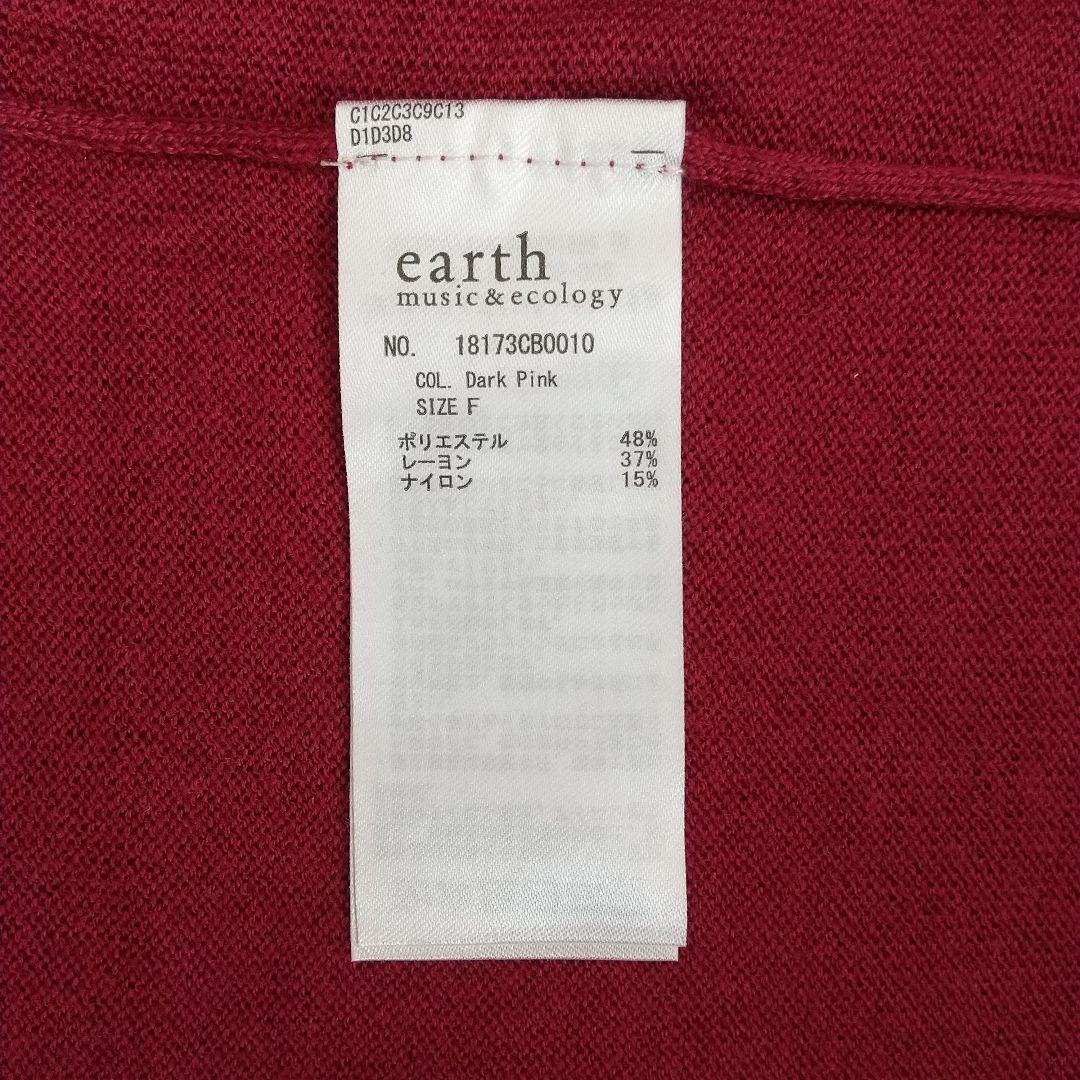 C1C2C3C9C13
D1D3D8
earth
music&ecology
NO. 18173CB0010
COL. Dark Pink
SIZE F
ポリエステル 48%
レーヨン 37%
ナイロン 15%